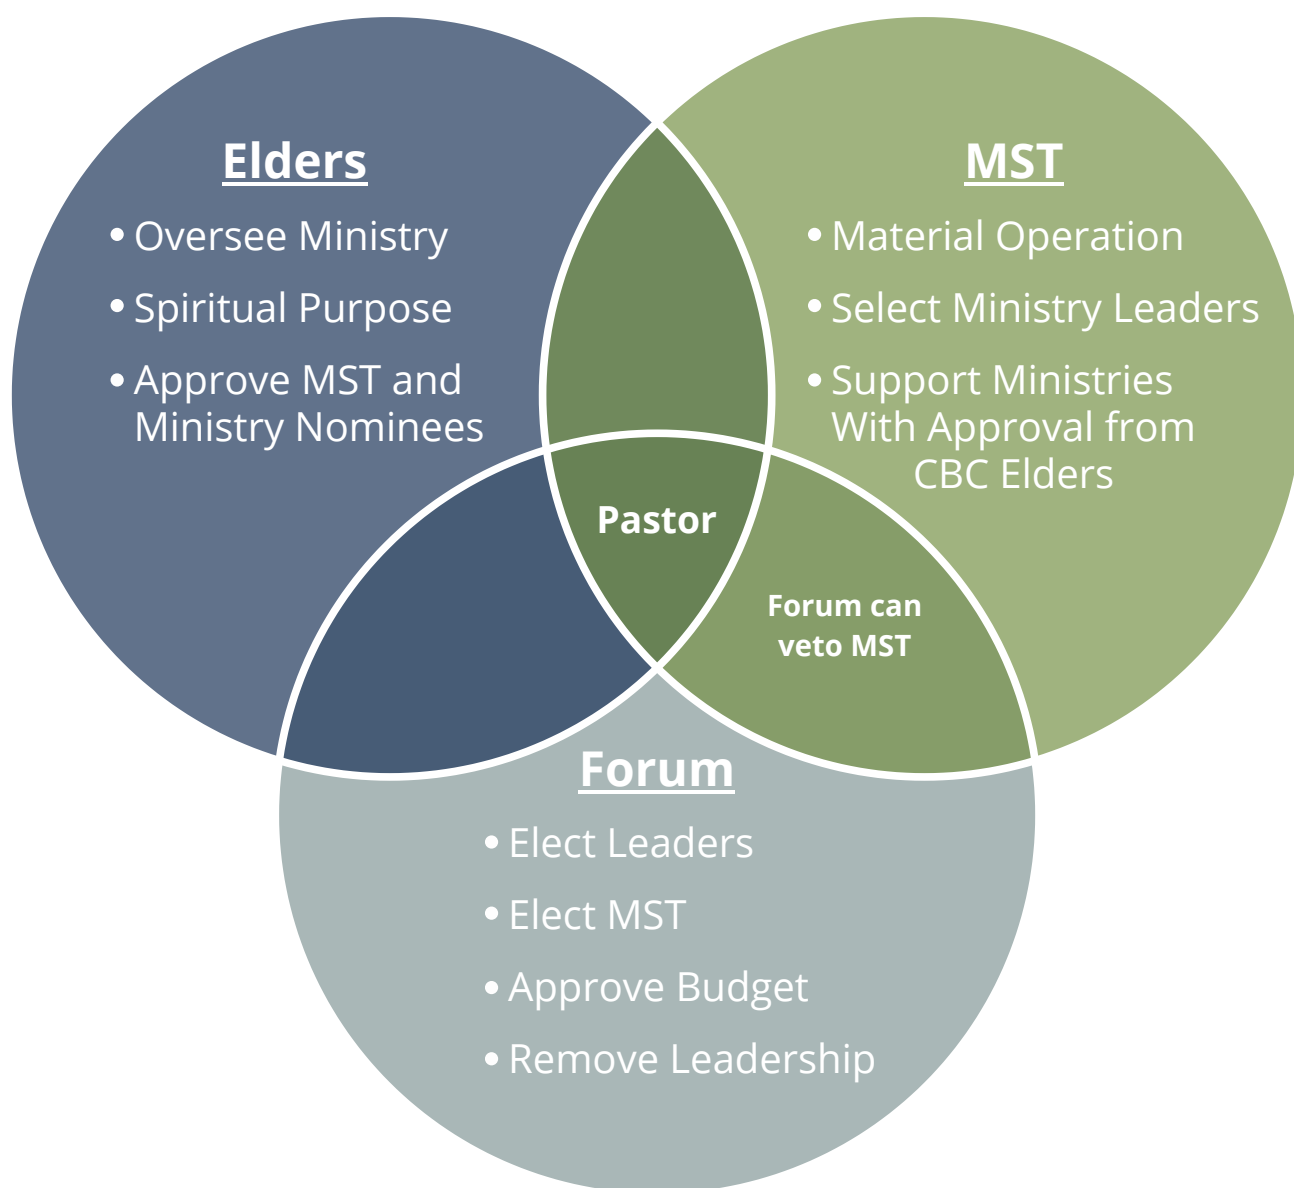 Elders
• Oversee Ministry
• Spiritual Purpose
• Approve MST and
Ministry Nominees
MST
• Material Operation
• Select Ministry Leaders
• Support Ministries
With Approval from
CBC Elders
Pastor
Forum can
veto MST
Forum
• Elect Leaders
• Elect MST
• Approve Budget
• Remove Leadership